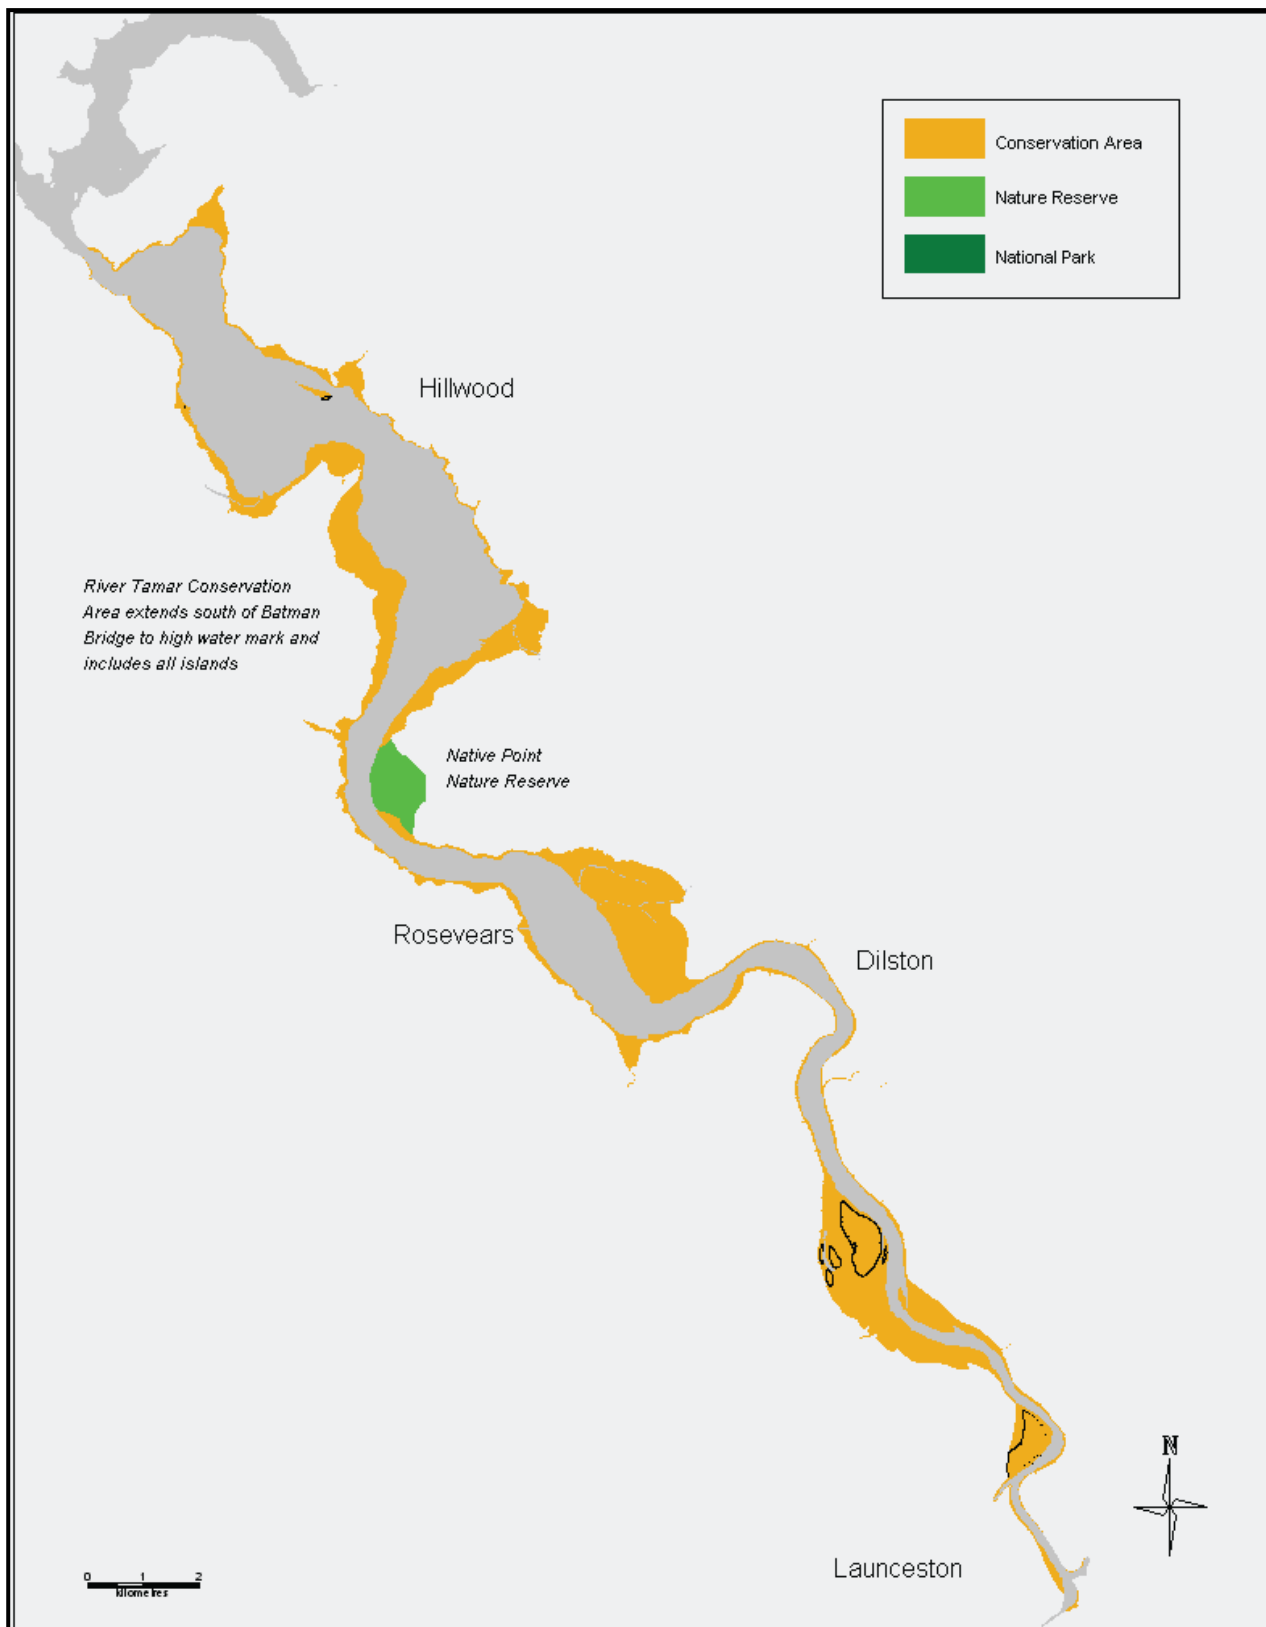 Conservation Area
Nature Reserve
National Park
Hillwood
River Tamar Conservation
Area extends south of Batman
Bridge to high water mark and
includes all islands
Native Point
Nature Reserve
Rosevears
Dilston
N
Launceston
0 1 2
kilometres